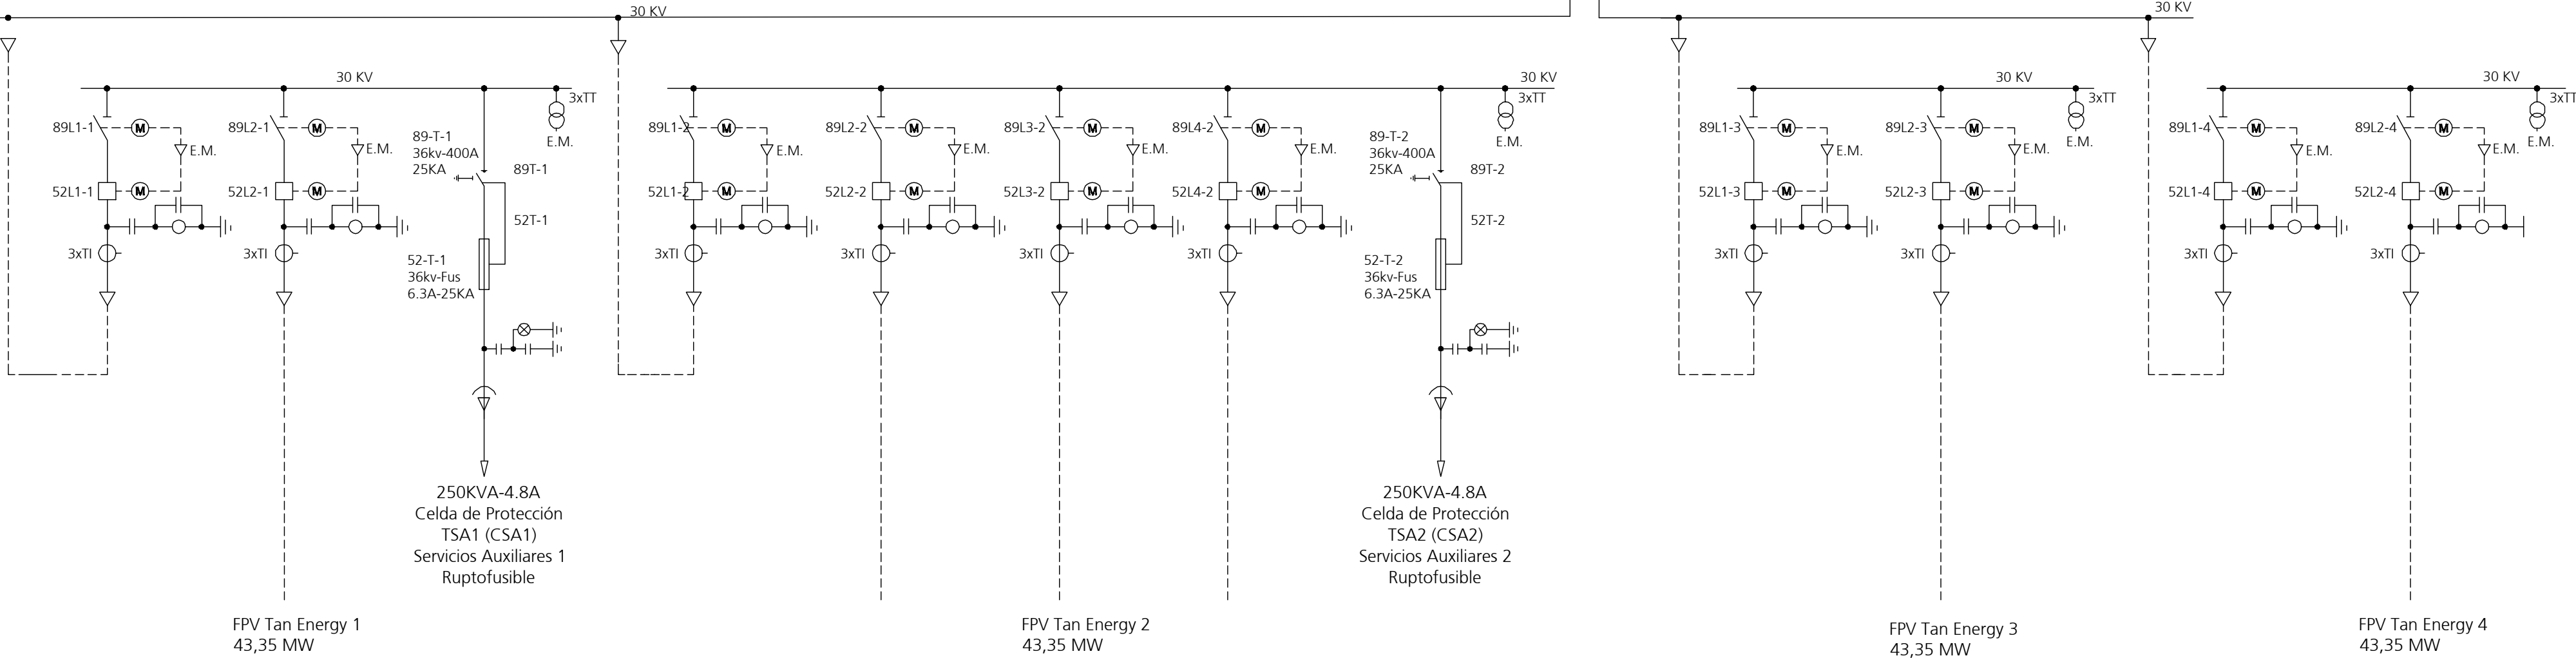 30 KV
30 KV
30 KV
30 KV
30 KV
30 KV
3xTT
3xTT
3xTT
3xTT
89L1-1
M
89L2-1
M
89-T-1
36kv-400A
25KA
E.M.
89L1-2
M
89L2-2
M
89L3-2
M
89L4-2
M
89-T-2
36kv-400A
25KA
E.M.
89L1-3
M
89L2-3
M
E.M.
89L1-4
M
89L2-4
M
E.M.
E.M.
E.M.
89T-1
E.M.
E.M.
E.M.
E.M.
89T-2
E.M.
E.M.
E.M.
E.M.
52L1-1
M
52L2-1
M
52T-1
52L1-2
M
52L2-2
M
52L3-2
M
52L4-2
M
52T-2
52L1-3
M
52L2-3
M
52L1-4
M
52L2-4
M
3xTI
3xTI
52-T-1
36kv-Fus
6.3A-25KA
3xTI
3xTI
3xTI
3xTI
52-T-2
36kv-Fus
6.3A-25KA
3xTI
3xTI
3xTI
3xTI
250KVA-4.8A
Celda de Protección
TSA1 (CSA1)
Servicios Auxiliares 1
Ruptofusible
250KVA-4.8A
Celda de Protección
TSA2 (CSA2)
Servicios Auxiliares 2
Ruptofusible
FPV Tan Energy 1
43,35 MW
FPV Tan Energy 2
43,35 MW
FPV Tan Energy 3
43,35 MW
FPV Tan Energy 4
43,35 MW